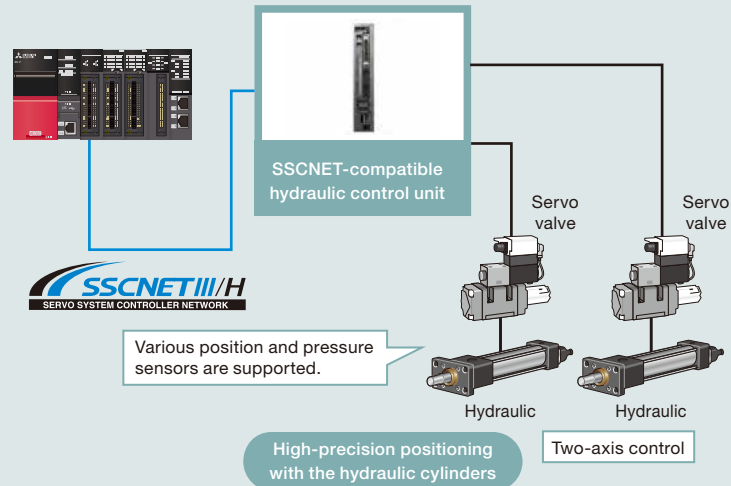 SSCNET-compatible
hydraulic control unit
Servo
valve
Servo
valve
SSCNETIII/H
SERVO SYSTEM CONTROLLER NETWORK
Various position and pressure
sensors are supported.
Hydraulic
Hydraulic
High-precision positioning
with the hydraulic cylinders
Two-axis control